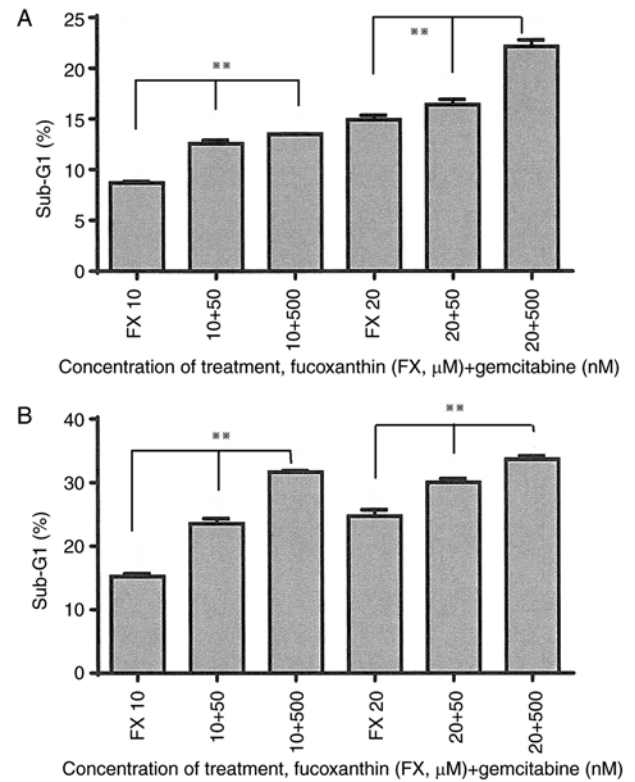 A
25
20
15
10
5
0
Sub-G1 (%)
**
**
FX 10
10+50
10+500
FX 20
20+50
20+500
Concentration of treatment, fucoxanthin (FX, μM)+gemcitabine (nM)
B
40
30
20
10
0
Sub-G1 (%)
**
**
FX 10
10+50
10+500
FX 20
20+50
20+500
Concentration of treatment, fucoxanthin (FX, μM)+gemcitabine (nM)